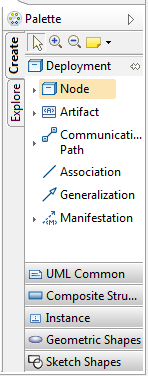 Palette
Create
Explore
Deployment
Node
Artifact
Communicati...
Path
Association
Generalization
Manifestation
UML Common
Composite Stru...
Instance
Geometric Shapes
Sketch Shapes